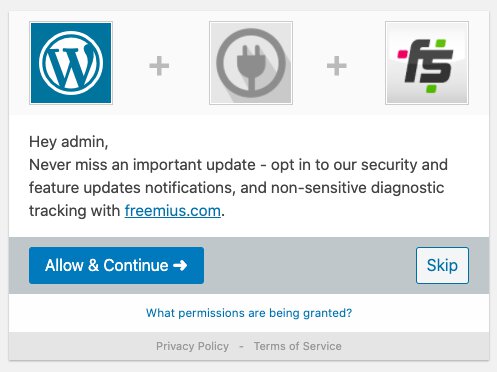 fs
Hey admin,
Never miss an important update - opt in to our security and
feature updates notifications, and non-sensitive diagnostic
tracking with freemius.com.
Allow & Continue ➜
Skip
What permissions are being granted?
Privacy Policy - Terms of Service